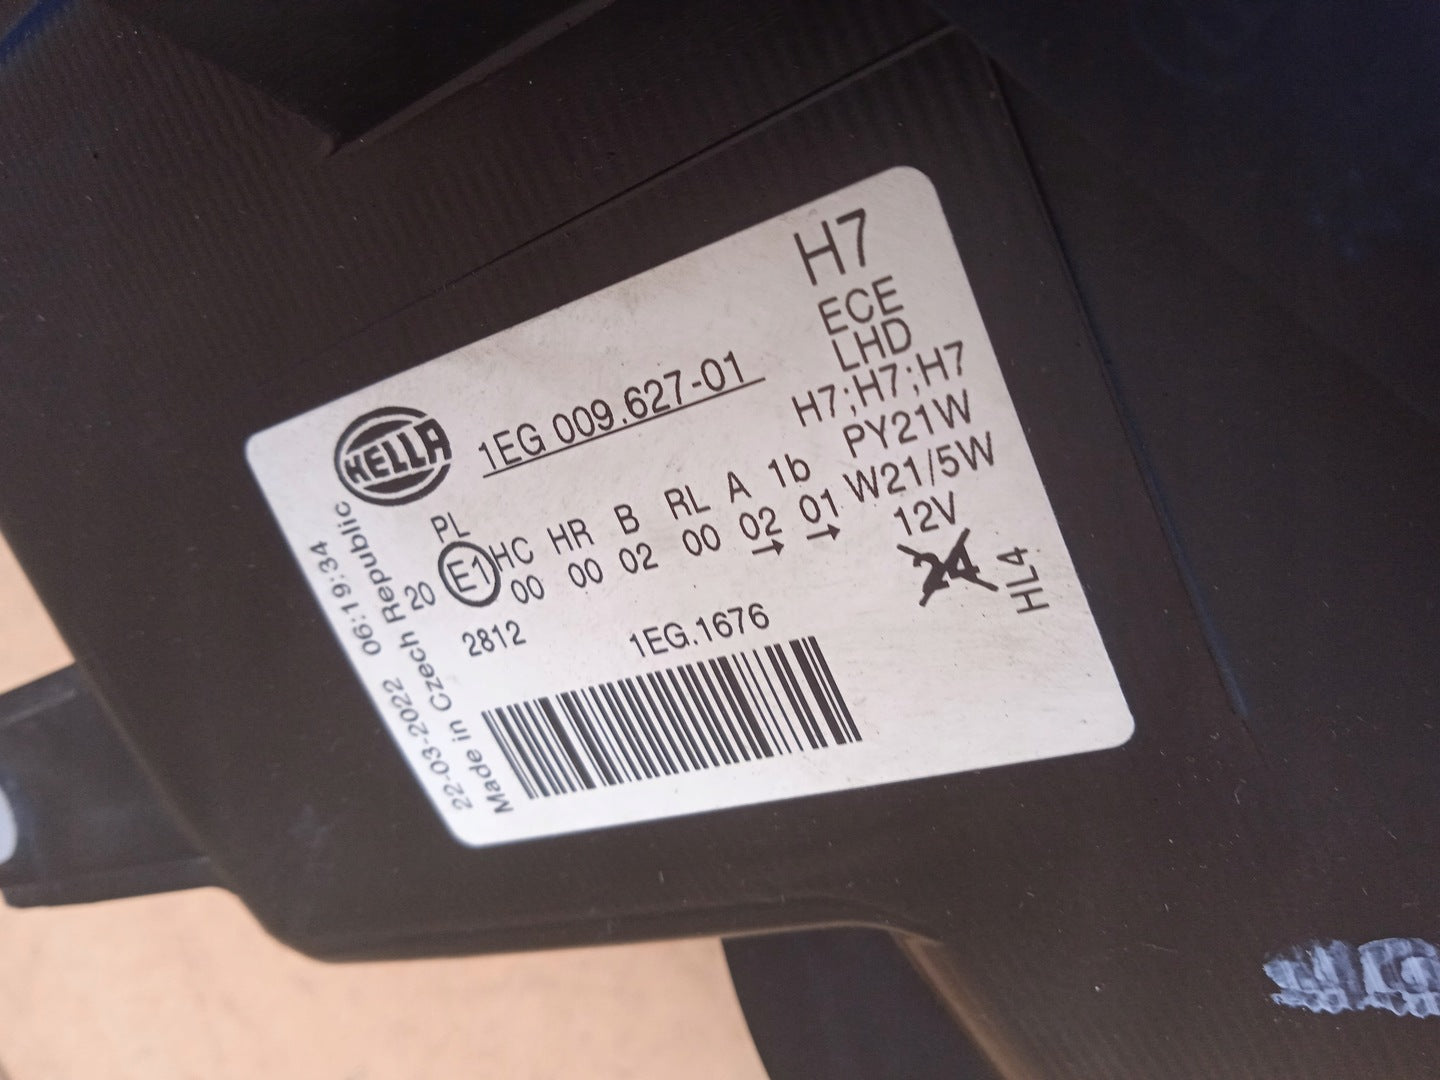 HELLA
1EG 009.627-01
H7
ECE
LHD
H7;H7;H7
PY21W
W21/5W
12V
24
HL4
PL
20 E1 HC HR B RL A 1b
00 00 02 00 02 01
→ →
2812
1EG.1676
22-03-2022 06:19:34
Made in Czech Republic